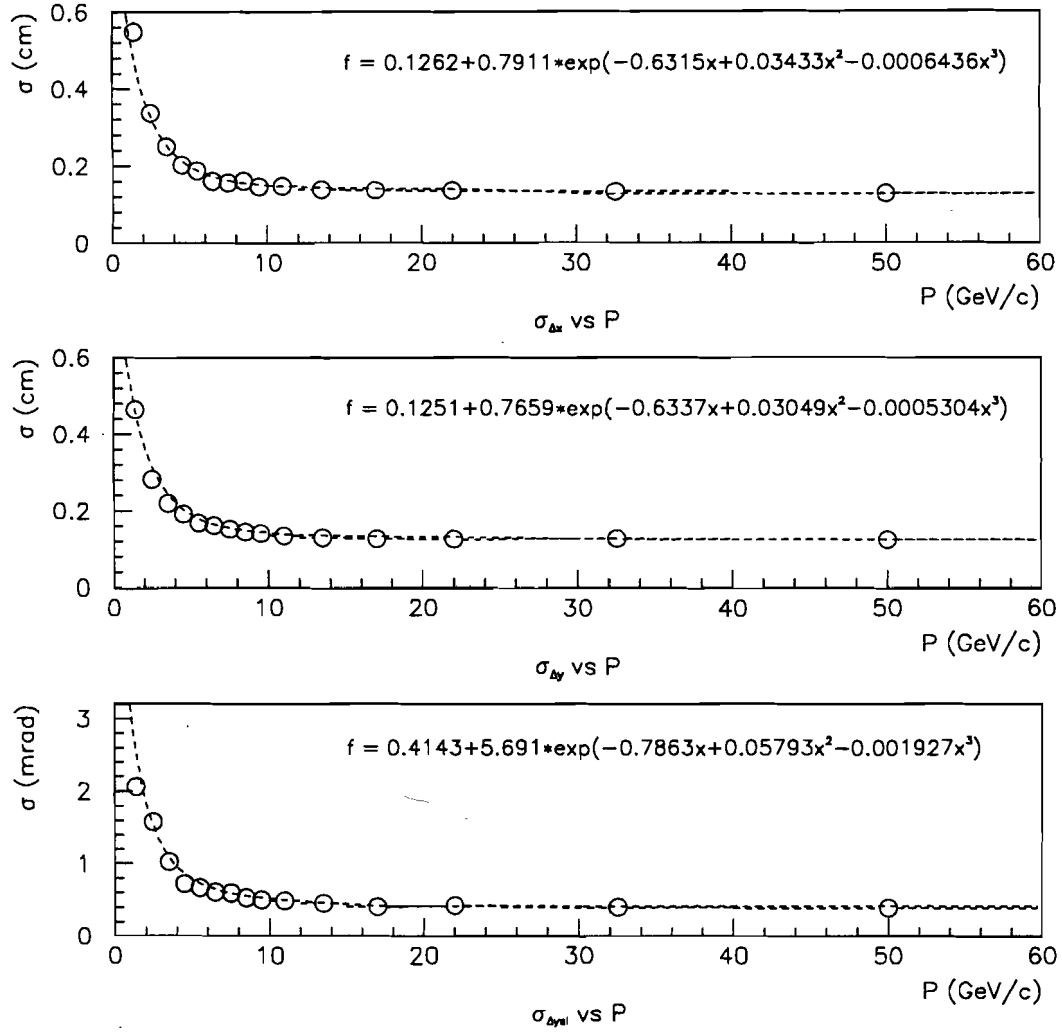 σ (cm)
0.6
0.4
0.2
0
f = 0.1262+0.7911*exp(−0.6315x+0.03433x²−0.0006436x³)
0 10 20 30 40 50 60
P (GeV/c)
σΔx vs P
σ (cm)
0.6
0.4
0.2
0
f = 0.1251+0.7659*exp(−0.6337x+0.03049x²−0.0005304x³)
0 10 20 30 40 50 60
P (GeV/c)
σΔy vs P
σ (mrad)
3
2
1
0
f = 0.4143+5.691*exp(−0.7863x+0.05793x²−0.001927x³)
0 10 20 30 40 50 60
P (GeV/c)
σΔysl vs P